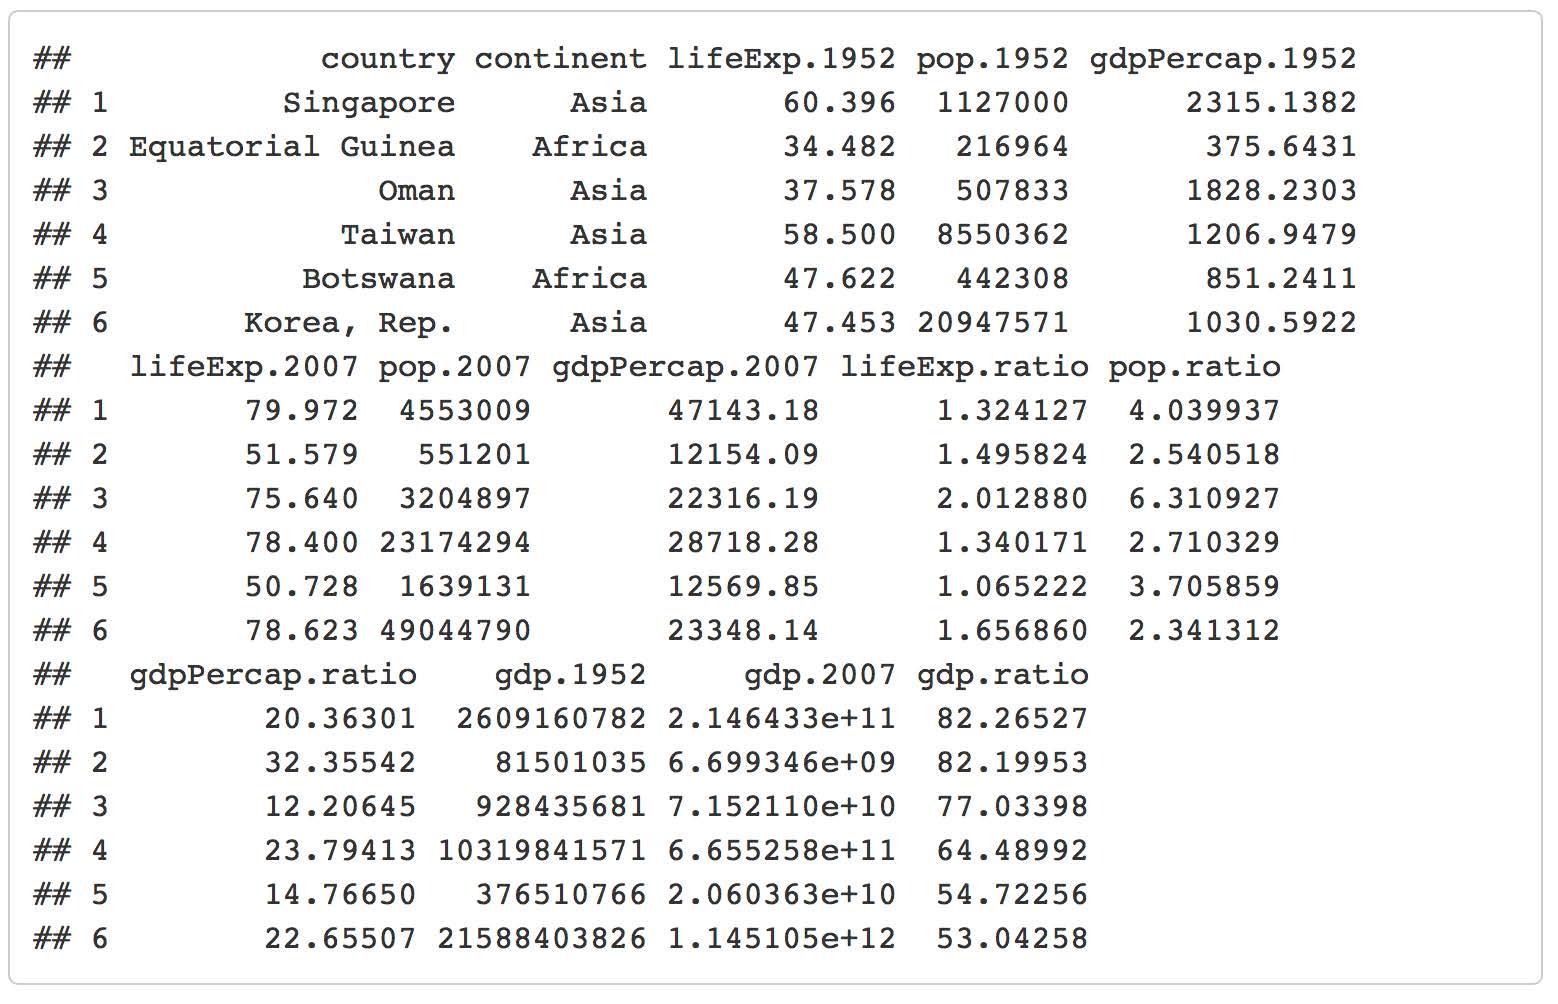 ##             country continent lifeExp.1952 pop.1952 gdpPercap.1952
## 1         Singapore      Asia       60.396  1127000      2315.1382
## 2 Equatorial Guinea    Africa       34.482   216964       375.6431
## 3              Oman      Asia       37.578   507833      1828.2303
## 4            Taiwan      Asia       58.500  8550362      1206.9479
## 5          Botswana    Africa       47.622   442308       851.2411
## 6       Korea, Rep.      Asia       47.453 20947571      1030.5922
##   lifeExp.2007 pop.2007 gdpPercap.2007 lifeExp.ratio pop.ratio
## 1       79.972  4553009       47143.18      1.324127  4.039937
## 2       51.579   551201       12154.09      1.495824  2.540518
## 3       75.640  3204897       22316.19      2.012880  6.310927
## 4       78.400 23174294       28718.28      1.340171  2.710329
## 5       50.728  1639131       12569.85      1.065222  3.705859
## 6       78.623 49044790       23348.14      1.656860  2.341312
##   gdpPercap.ratio    gdp.1952     gdp.2007 gdp.ratio
## 1        20.36301  2609160782 2.146433e+11  82.26527
## 2        32.35542    81501035 6.699346e+09  82.19953
## 3        12.20645   928435681 7.152110e+10  77.03398
## 4        23.79413 10319841571 6.655258e+11  64.48992
## 5        14.76650   376510766 2.060363e+10  54.72256
## 6        22.65507 21588403826 1.145105e+12  53.04258